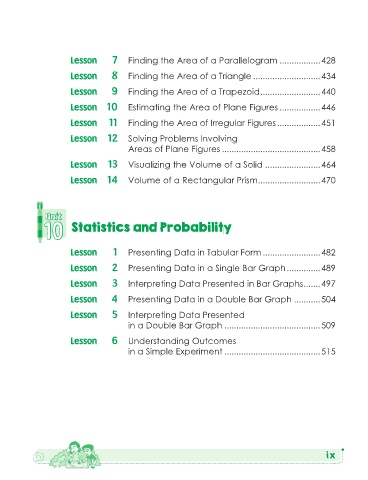 Lesson 7 Finding the Area of a Parallelogram .................428
Lesson 8 Finding the Area of a Triangle ............................434
Lesson 9 Finding the Area of a Trapezoid.........................440
Lesson 10 Estimating the Area of Plane Figures .................446
Lesson 11 Finding the Area of Irregular Figures..................451
Lesson 12 Solving Problems Involving
Areas of Plane Figures .........................................458
Lesson 13 Visualizing the Volume of a Solid .......................464
Lesson 14 Volume of a Rectangular Prism..........................470
Unit
10 Statistics and Probability
Lesson 1 Presenting Data in Tabular Form........................482
Lesson 2 Presenting Data in a Single Bar Graph..............489
Lesson 3 Interpreting Data Presented in Bar Graphs.......497
Lesson 4 Presenting Data in a Double Bar Graph ...........504
Lesson 5 Interpreting Data Presented
in a Double Bar Graph ........................................509
Lesson 6 Understanding Outcomes
in a Simple Experiment ........................................515
ix